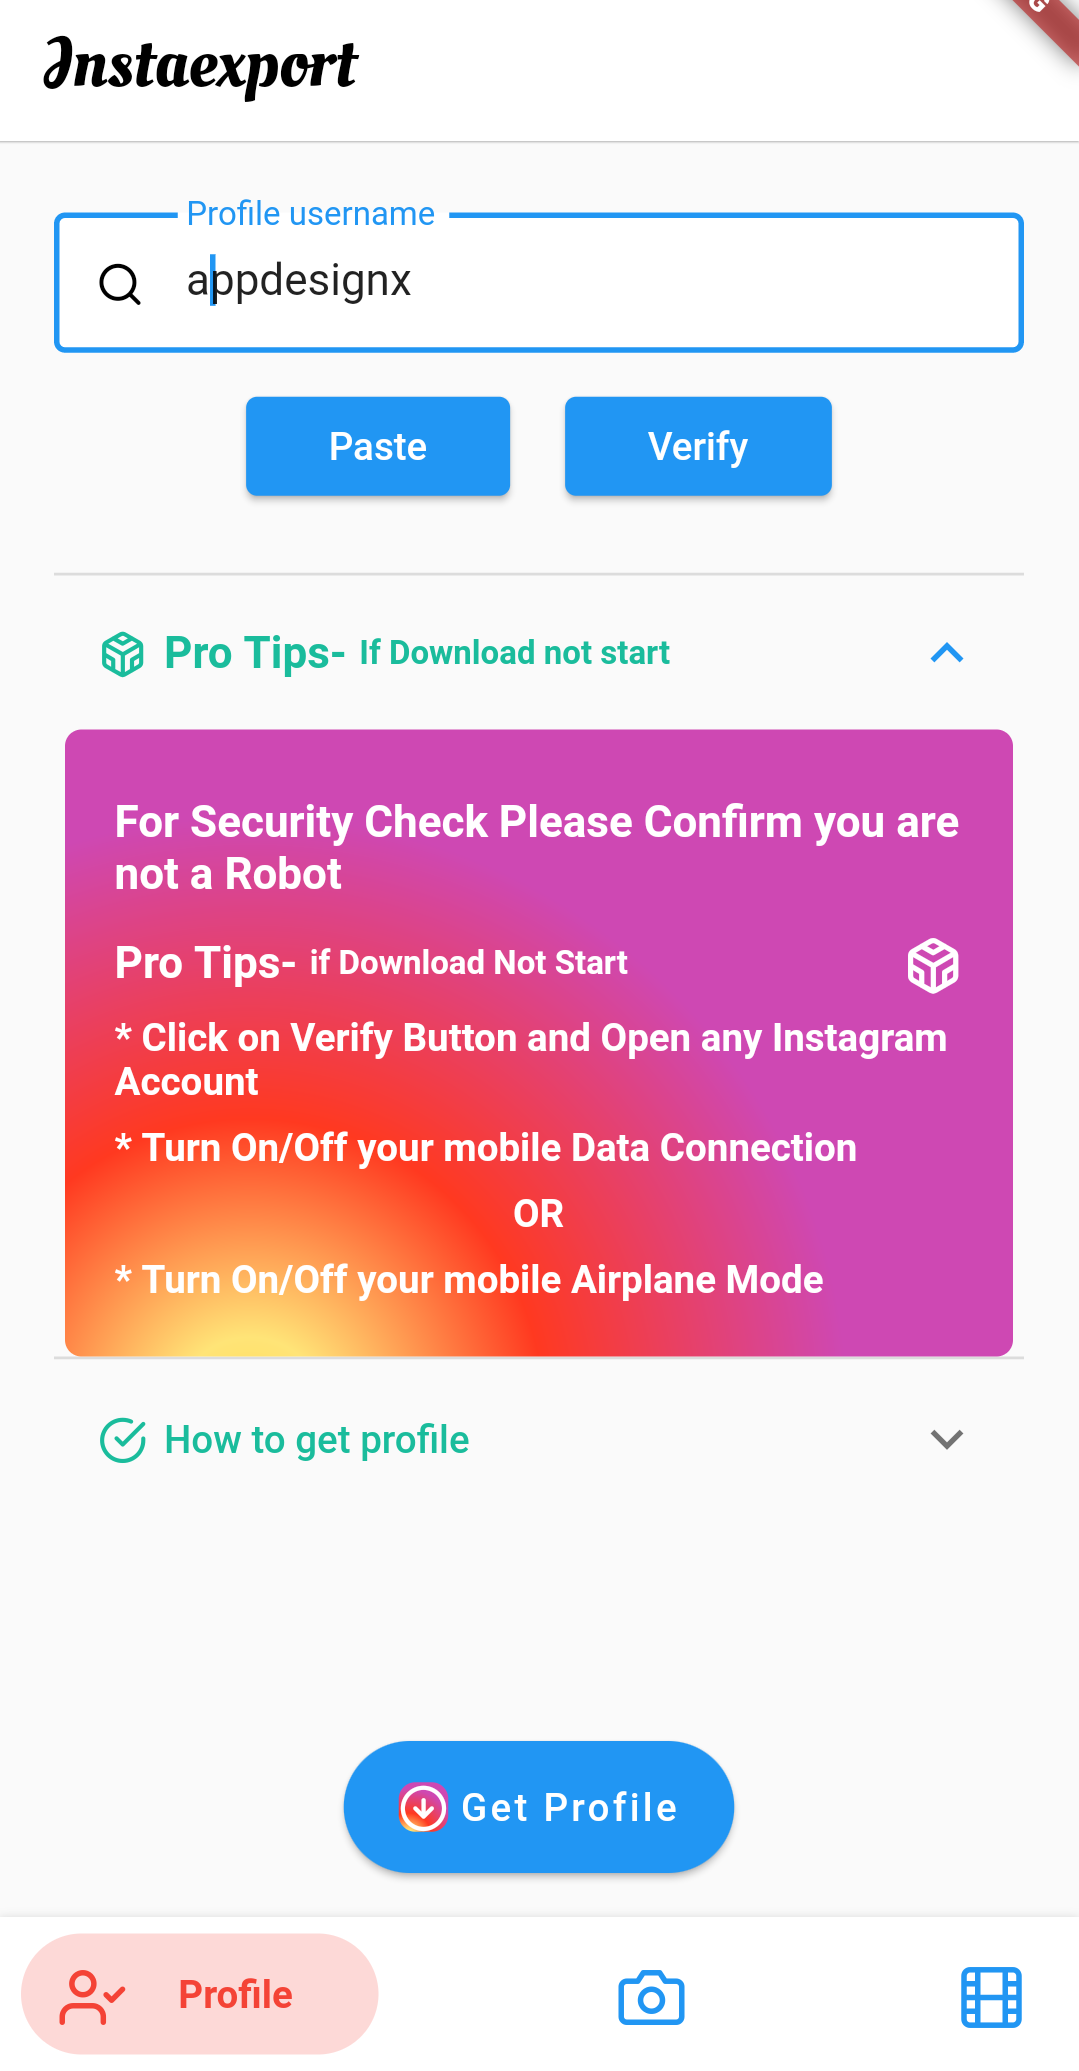 Instaexport
G
Profile username
appdesignx
Paste
Verify
Pro Tips- If Download not start
For Security Check Please Confirm you are
not a Robot
Pro Tips- if Download Not Start
* Click on Verify Button and Open any Instagram
Account
* Turn On/Off your mobile Data Connection
OR
* Turn On/Off your mobile Airplane Mode
How to get profile
Get Profile
Profile